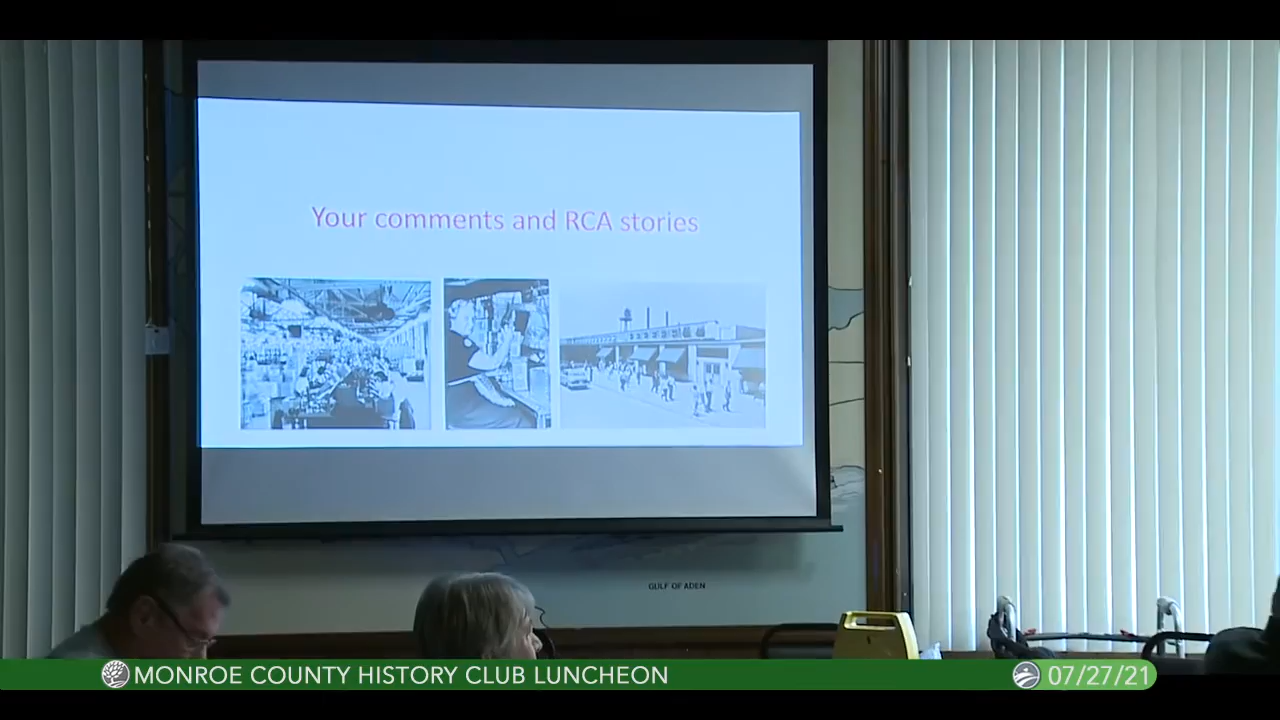 Your comments and RCA stories
GULF OF ADEN
MONROE COUNTY HISTORY CLUB LUNCHEON
07/27/21